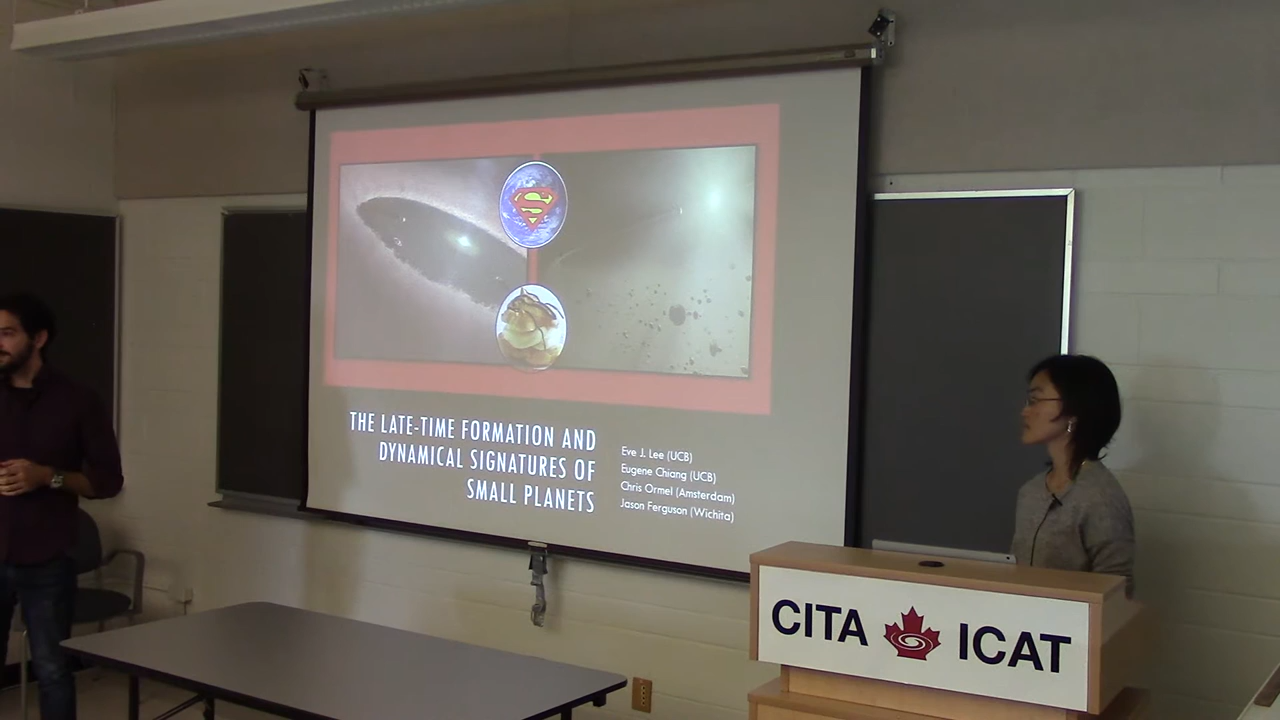 THE LATE-TIME FORMATION AND
DYNAMICAL SIGNATURES OF
SMALL PLANETS
Eve J. Lee (UCB)
Eugene Chiang (UCB)
Chris Ormel (Amsterdam)
Jason Ferguson (Wichita)
CITA ICAT